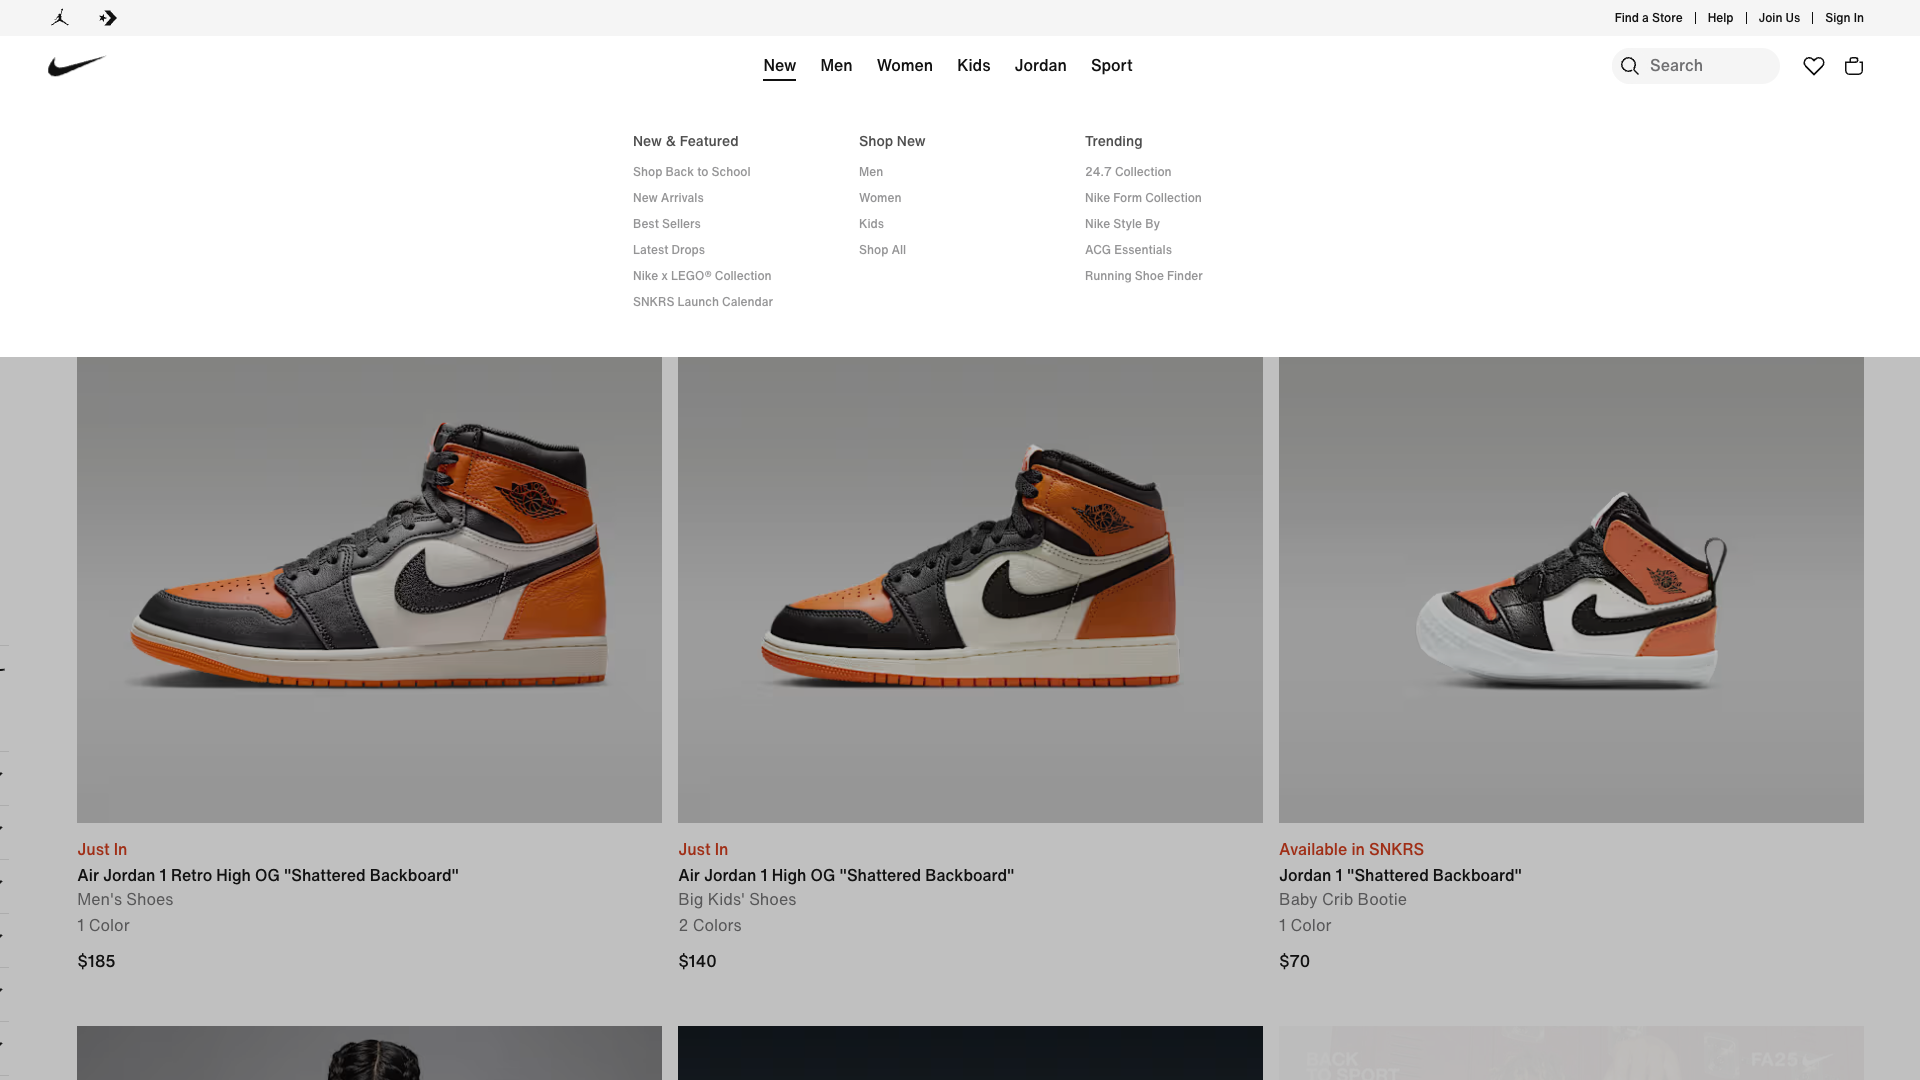 Find a Store | Help | Join Us | Sign In
New Men Women Kids Jordan Sport
Search
New & Featured
Shop Back to School
New Arrivals
Best Sellers
Latest Drops
Nike x LEGO® Collection
SNKRS Launch Calendar
Shop New
Men
Women
Kids
Shop All
Trending
24.7 Collection
Nike Form Collection
Nike Style By
ACG Essentials
Running Shoe Finder
Just In
Air Jordan 1 Retro High OG "Shattered Backboard"
Men's Shoes
1 Color
$185
Just In
Air Jordan 1 High OG "Shattered Backboard"
Big Kids' Shoes
2 Colors
$140
Available in SNKRS
Jordan 1 "Shattered Backboard"
Baby Crib Bootie
1 Color
$70
BACK
TO SPORT
FA25